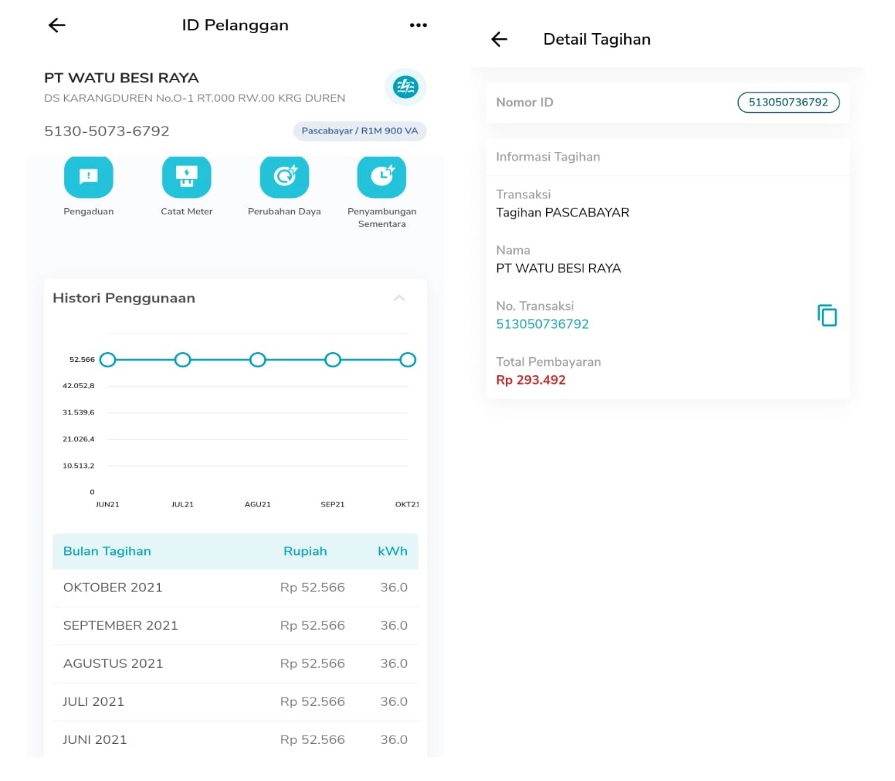 ID Pelanggan
PT WATU BESI RAYA
DS KARANGDUREN No.O-1 RT.000 RW.00 KRG DUREN
5130-5073-6792
Pascabayar / R1M 900 VA
Pengaduan
Catat Meter
Perubahan Daya
Penyambungan
Sementara
Histori Penggunaan
52.566
42.052,8
31.539,6
21.026,4
10.513,2
0
JUN21 JUL21 AGU21 SEP21 OKT21
Bulan Tagihan Rupiah kWh
OKTOBER 2021 Rp 52.566 36.0
SEPTEMBER 2021 Rp 52.566 36.0
AGUSTUS 2021 Rp 52.566 36.0
JULI 2021 Rp 52.566 36.0
JUNI 2021 Rp 52.566 36.0
Detail Tagihan
Nomor ID 513050736792
Informasi Tagihan
Transaksi
Tagihan PASCABAYAR
Nama
PT WATU BESI RAYA
No. Transaksi
513050736792
Total Pembayaran
Rp 293.492